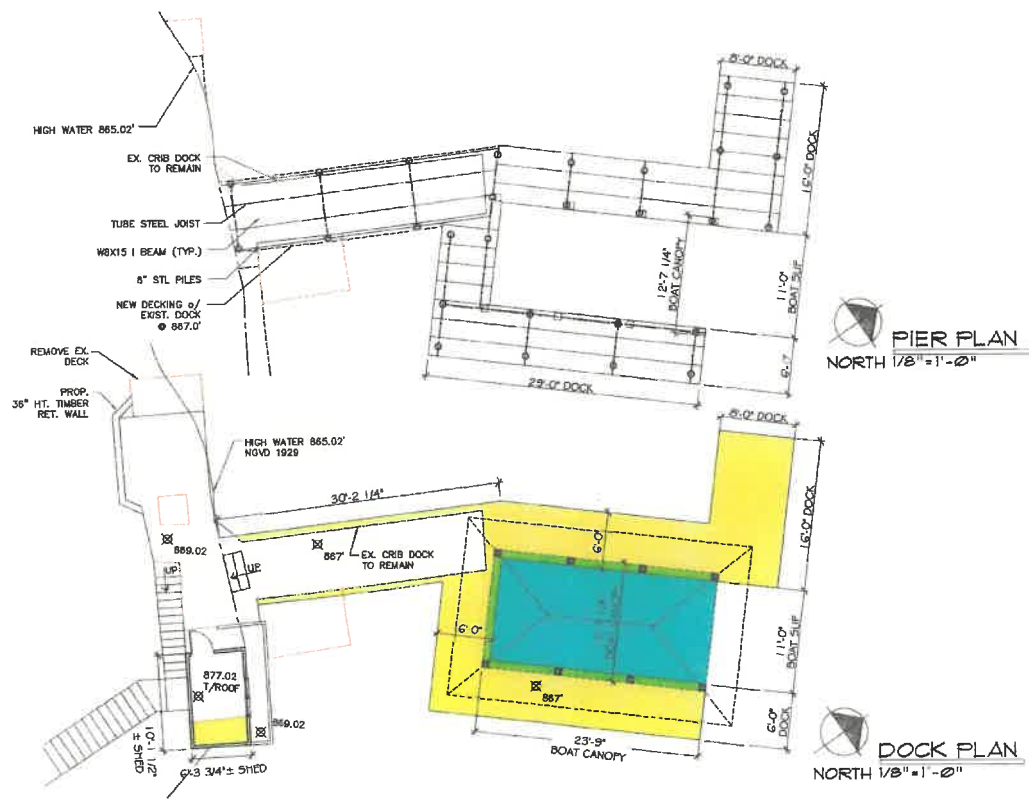 8'-0" DOCK
HIGH WATER 865.02'
EX. CRIB DOCK
TO REMAIN
16'-0" DOCK
TUBE STEEL JOIST
W8X15 I BEAM (TYP.)
8" STL PILES
NEW DECKING o/
EXIST. DOCK
867.0'
12'-7 1/4"
BOAT CANOPY
11'-0"
BOAT SLIP
29'-0" DOCK
PIER PLAN
NORTH 1/8"=1'-0"
REMOVE EX.
DECK
PROP.
36" HT. TIMBER
RET. WALL
HIGH WATER 865.02'
NGVD 1929
8'-0" DOCK
30'-2 1/4"
16'-0" DOCK
869.02
867'
EX. CRIB DOCK
TO REMAIN
6'-0"
UP
UP
6'-0"
11'-0"
BOAT SLIP
877.02
T/ROOF
867'
869.02
6'-0"
DOCK
10'-1 1/2"
± SHED
6'-3 3/4"± SHED
23'-9"
BOAT CANOPY
DOCK PLAN
NORTH 1/8"=1'-0"